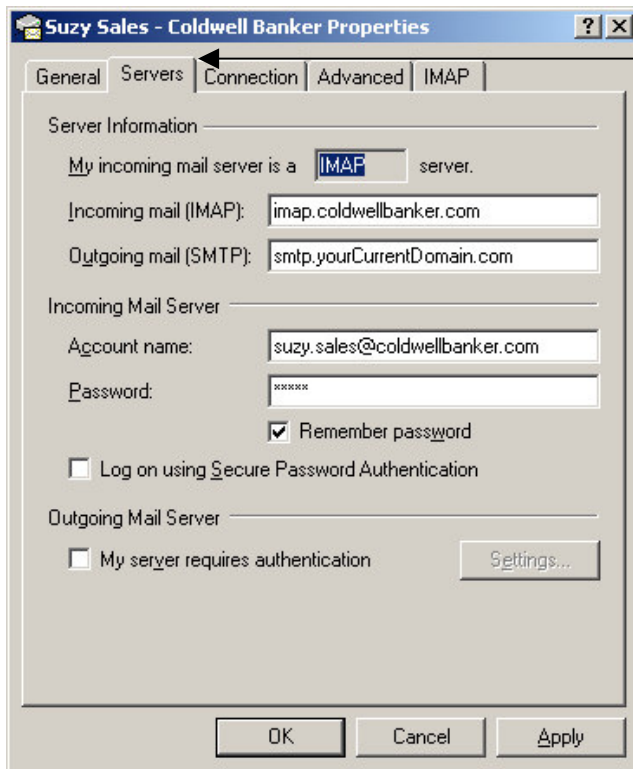 Suzy Sales - Coldwell Banker Properties
General Servers Connection Advanced IMAP
Server Information
My incoming mail server is a IMAP server.
Incoming mail (IMAP): imap.coldwellbanker.com
Outgoing mail (SMTP): smtp.yourCurrentDomain.com
Incoming Mail Server
Account name: suzy.sales@coldwellbanker.com
Password: *****
Remember password
Log on using Secure Password Authentication
Outgoing Mail Server
My server requires authentication Settings...
OK Cancel Apply